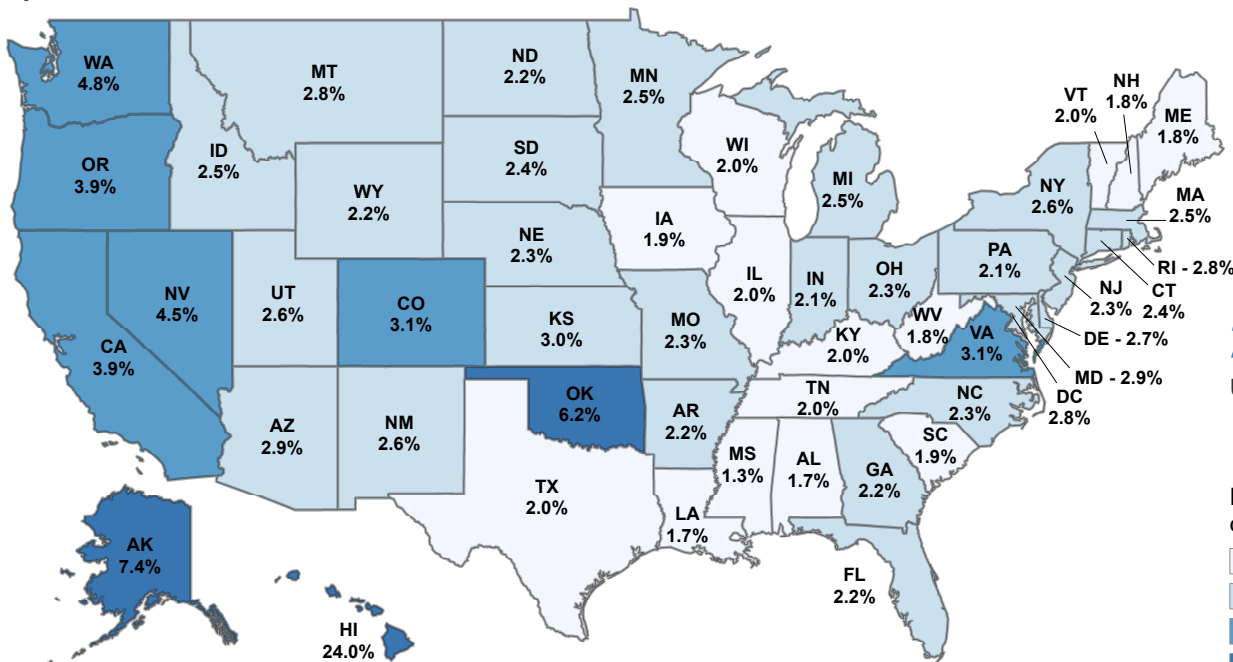 WA
4.8%
MT
2.8%
ND
2.2%
MN
2.5%
VT
2.0%
NH
1.8%
ME
1.8%
OR
3.9%
ID
2.5%
WY
2.2%
SD
2.4%
WI
2.0%
MI
2.5%
NY
2.6%
MA
2.5%
RI - 2.8%
CT
2.4%
NJ
2.3%
DE - 2.7%
MD - 2.9%
DC
2.8%
CA
3.9%
NV
4.5%
UT
2.6%
CO
3.1%
NE
2.3%
IA
1.9%
IL
2.0%
IN
2.1%
OH
2.3%
PA
2.1%
KS
3.0%
MO
2.3%
KY
2.0%
WV
1.8%
VA
3.1%
AZ
2.9%
NM
2.6%
OK
6.2%
AR
2.2%
TN
2.0%
NC
2.3%
SC
1.9%
TX
2.0%
LA
1.7%
MS
1.3%
AL
1.7%
GA
2.2%
FL
2.2%
AK
7.4%
HI
24.0%